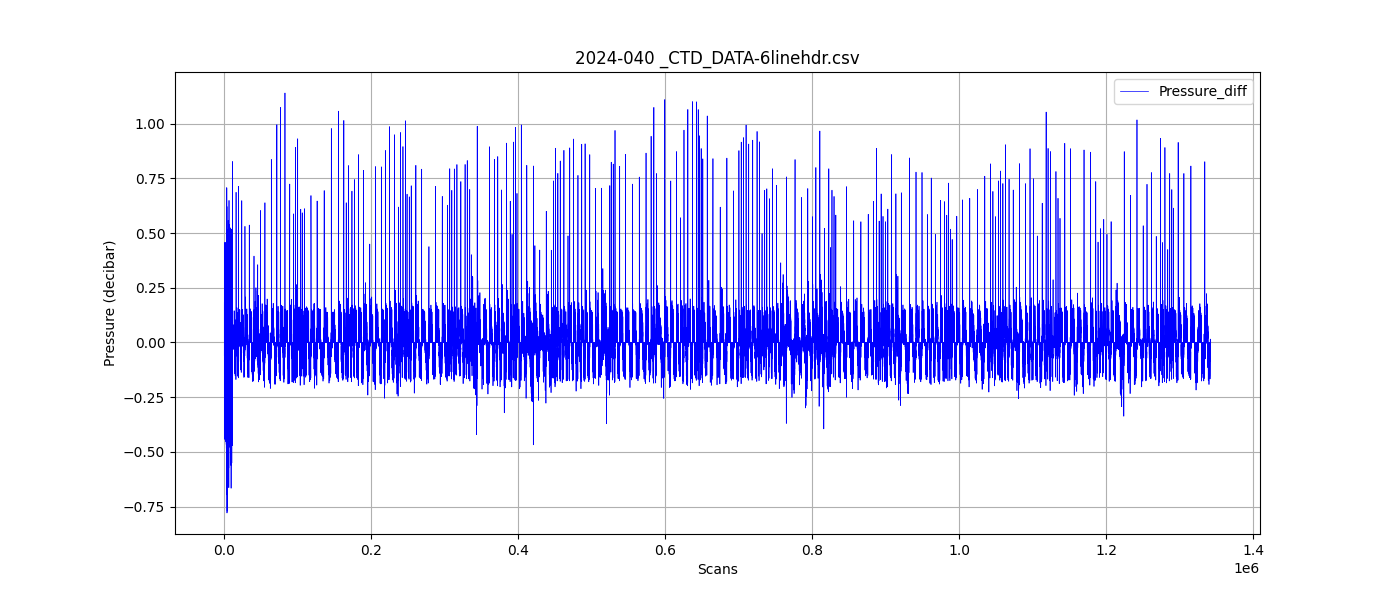 2024-040 _CTD_DATA-6linehdr.csv
Pressure_diff
1.00
0.75
0.50
0.25
0.00
−0.25
−0.50
−0.75
Pressure (decibar)
0.0 0.2 0.4 0.6 0.8 1.0 1.2 1.4
1e6
Scans